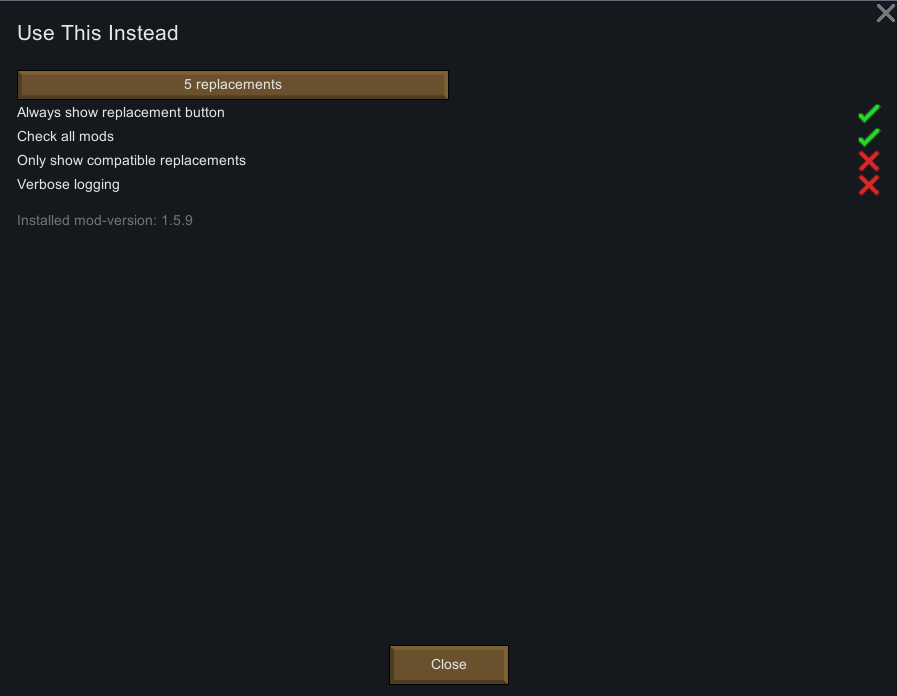 Use This Instead
5 replacements
Always show replacement button
Check all mods
Only show compatible replacements
Verbose logging
Installed mod-version: 1.5.9
Close